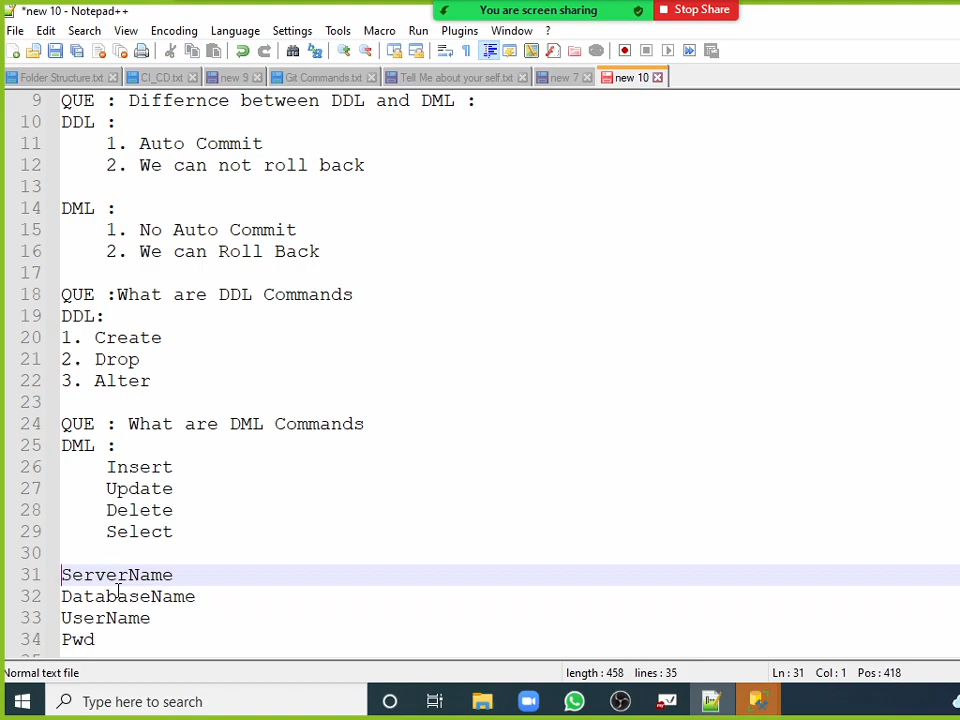 *new 10 - Notepad++
You are screen sharing
Stop Share
File Edit Search View Encoding Language Settings Tools Macro Run Plugins Window ?
Folder Structure.txt CI_CD.txt new 9 Git Commands.txt Tell Me about your self.txt new 7 new 10
9 QUE : Differnce between DDL and DML :
10 DDL :
11 1. Auto Commit
12 2. We can not roll back
13
14 DML :
15 1. No Auto Commit
16 2. We can Roll Back
17
18 QUE :What are DDL Commands
19 DDL:
20 1. Create
21 2. Drop
22 3. Alter
23
24 QUE : What are DML Commands
25 DML :
26 Insert
27 Update
28 Delete
29 Select
30
31 ServerName
32 DatabaseName
33 UserName
34 Pwd
Normal text file length : 458 lines : 35 Ln : 31 Col : 1 Pos : 418
Type here to search